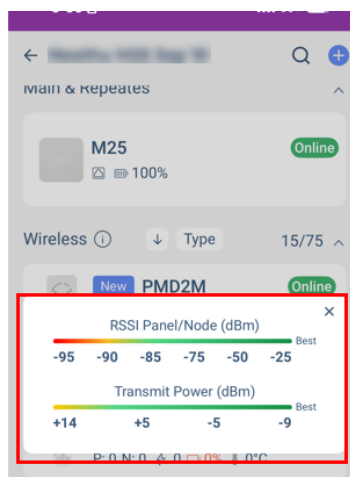 Main & Repeates
M25
Online
100%
Wireless
Type
15/75
New PMD2M
Online
RSSI Panel/Node (dBm)
Best
-95 -90 -85 -75 -50 -25
Transmit Power (dBm)
Best
+14 +5 -5 -9
P: 0 N: 0 0 0% 0°C